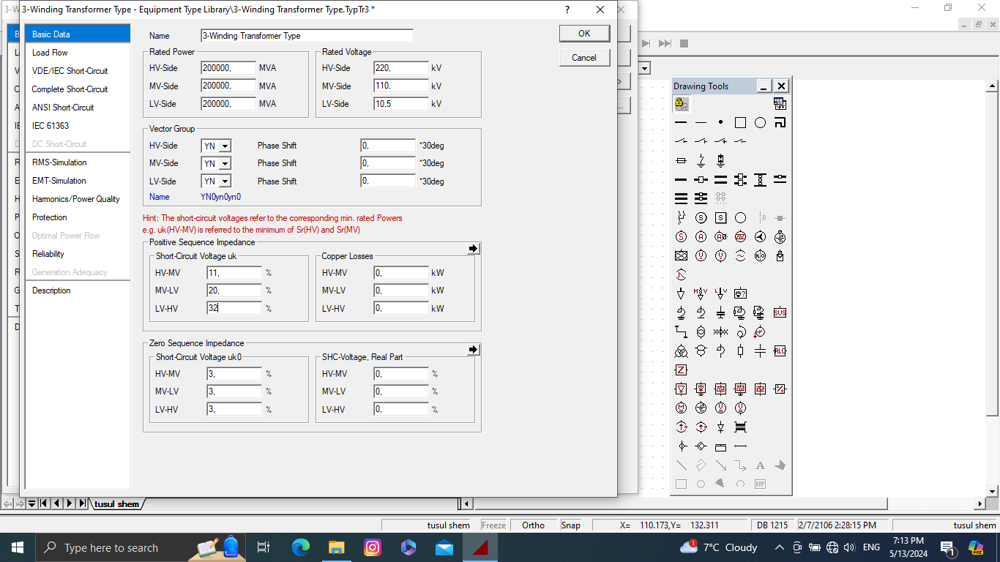 3-Winding Transformer Type - Equipment Type Library\3-Winding Transformer Type.TypTr3 *
?
Basic Data
Load Flow
VDE/IEC Short-Circuit
Complete Short-Circuit
ANSI Short-Circuit
IEC 61363
DC Short-Circuit
RMS-Simulation
EMT-Simulation
Harmonics/Power Quality
Protection
Optimal Power Flow
Reliability
Generation Adequacy
Description
Name 3-Winding Transformer Type
OK
Cancel
Rated Power
HV-Side 200000, MVA
MV-Side 200000, MVA
LV-Side 200000, MVA
Rated Voltage
HV-Side 220, kV
MV-Side 110, kV
LV-Side 10,5 kV
Vector Group
HV-Side YN Phase Shift 0, *30deg
MV-Side YN Phase Shift 0, *30deg
LV-Side YN Phase Shift 0, *30deg
Name YN0yn0yn0
Hint: The short-circuit voltages refer to the corresponding min. rated Powers
e.g. uk(HV-MV) is referred to the minimum of Sr(HV) and Sr(MV)
Positive Sequence Impedance
Short-Circuit Voltage uk
HV-MV 11, %
MV-LV 20, %
LV-HV 32 %
Copper Losses
HV-MV 0, kW
MV-LV 0, kW
LV-HV 0, kW
Zero Sequence Impedance
Short-Circuit Voltage uk0
HV-MV 3, %
MV-LV 3, %
LV-HV 3, %
SHC-Voltage, Real Part
HV-MV 0, %
MV-LV 0, %
LV-HV 0, %
Drawing Tools
SVS
RLC
BMP
tusul shem
tusul shem Freeze Ortho Snap X= 110.173,Y= 132.311 DB 1215 2/7/2106 2:28:15 PM tusul shem
Type here to search
1
7°C Cloudy
ENG
7:13 PM
5/13/2024
1
PRE